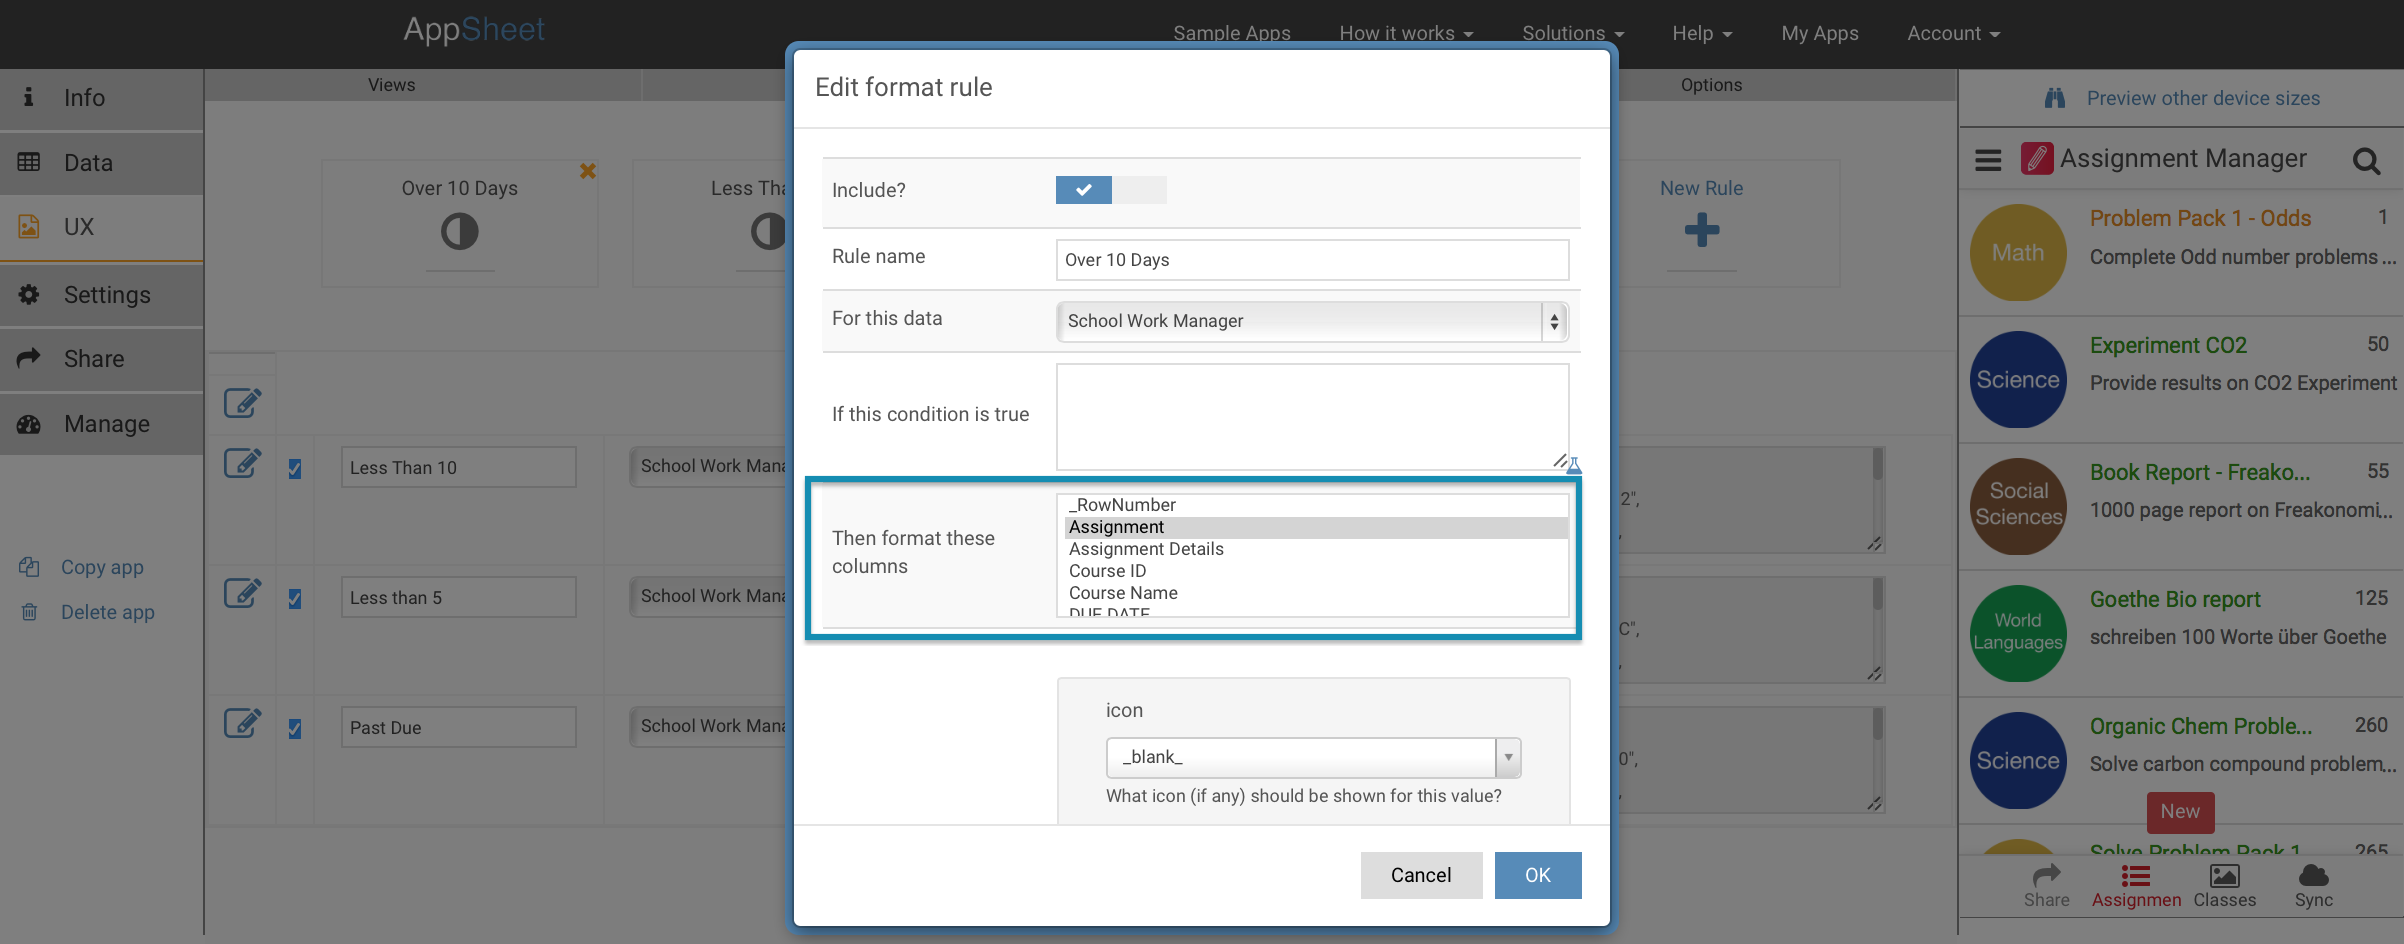 AppSheet
Sample Apps
How it works
Solutions
Help
My Apps
Account
Info
Data
UX
Settings
Share
Manage
Copy app
Delete app
Views
Options
Over 10 Days
Less Tha
New Rule
Less Than 10
School Work Mana
2",
Less than 5
School Work Mana
C",
Past Due
School Work Mana
0",
Edit format rule
Include?
Rule name
Over 10 Days
For this data
School Work Manager
If this condition is true
Then format these
columns
_RowNumber
Assignment
Assignment Details
Course ID
Course Name
DUE DATE
icon
_blank_
What icon (if any) should be shown for this value?
Cancel
OK
Preview other device sizes
Assignment Manager
Math
Problem Pack 1 - Odds
1
Complete Odd number problems ...
Science
Experiment CO2
50
Provide results on CO2 Experiment
Social
Sciences
Book Report - Freako...
55
1000 page report on Freakonomi...
World
Languages
Goethe Bio report
125
schreiben 100 Worte über Goethe
Science
Organic Chem Proble...
260
Solve carbon compound problem...
New
Solve Problem Pack 1
265
Share
Assignmen
Classes
Sync